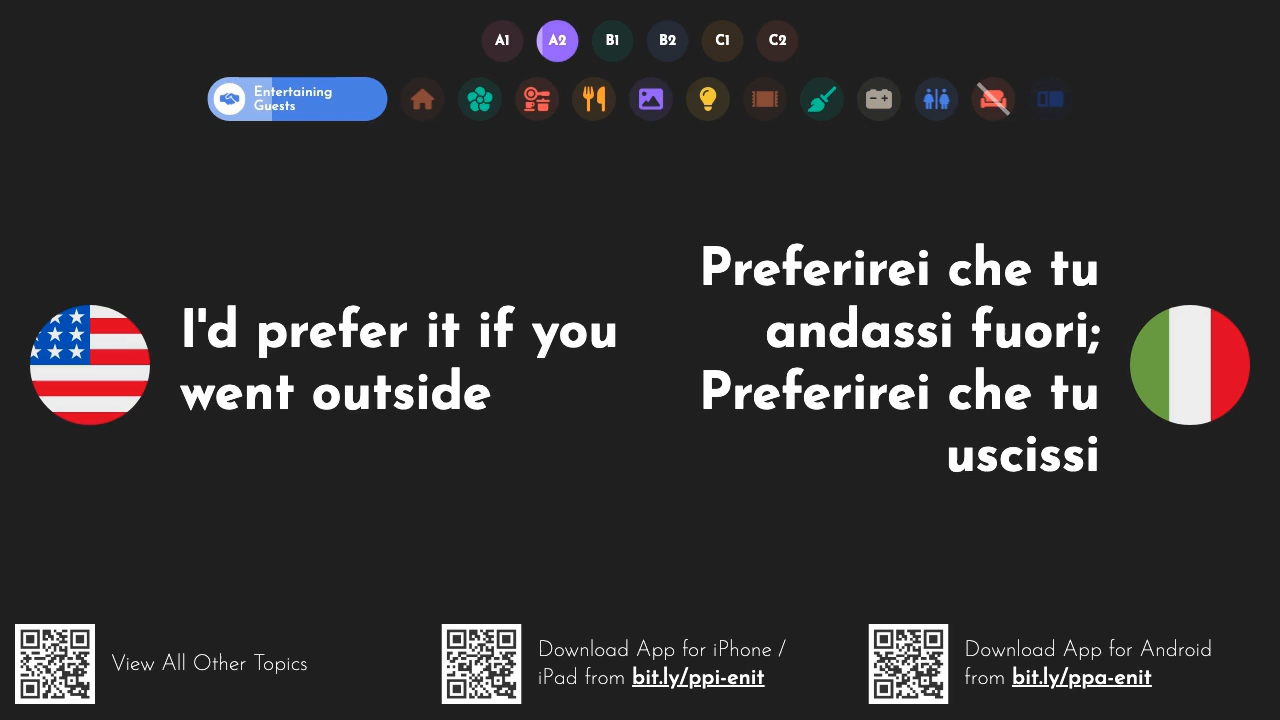 A1 A2 B1 B2 C1 C2
Entertaining
Guests
I'd prefer it if you
went outside
Preferirei che tu
andassi fuori;
Preferirei che tu
uscissi
View All Other Topics
Download App for iPhone /
iPad from bit.ly/ppi-enit
Download App for Android
from bit.ly/ppa-enit